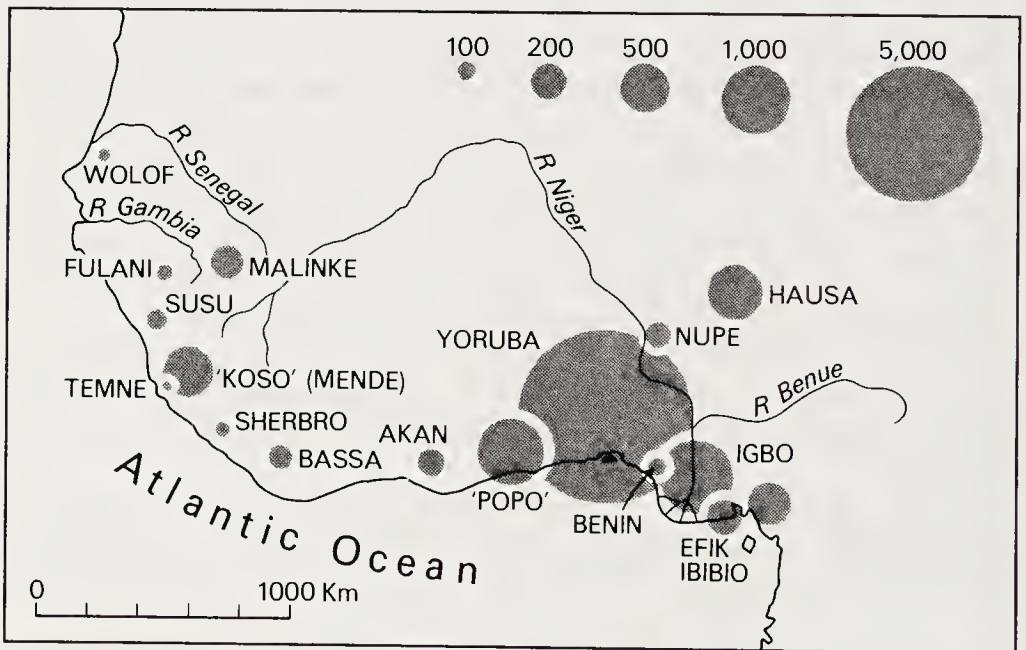 100 200 500 1,000 5,000
R Senegal
WOLOF
R Gambia
R Niger
FULANI
MALINKE
SUSU
HAUSA
YORUBA
NUPE
'KOSO' (MENDE)
TEMNE
R Benue
SHERBRO
AKAN
BASSA
IGBO
'POPO'
BENIN
EFIK
IBIBIO
Atlantic Ocean
0 1000 Km